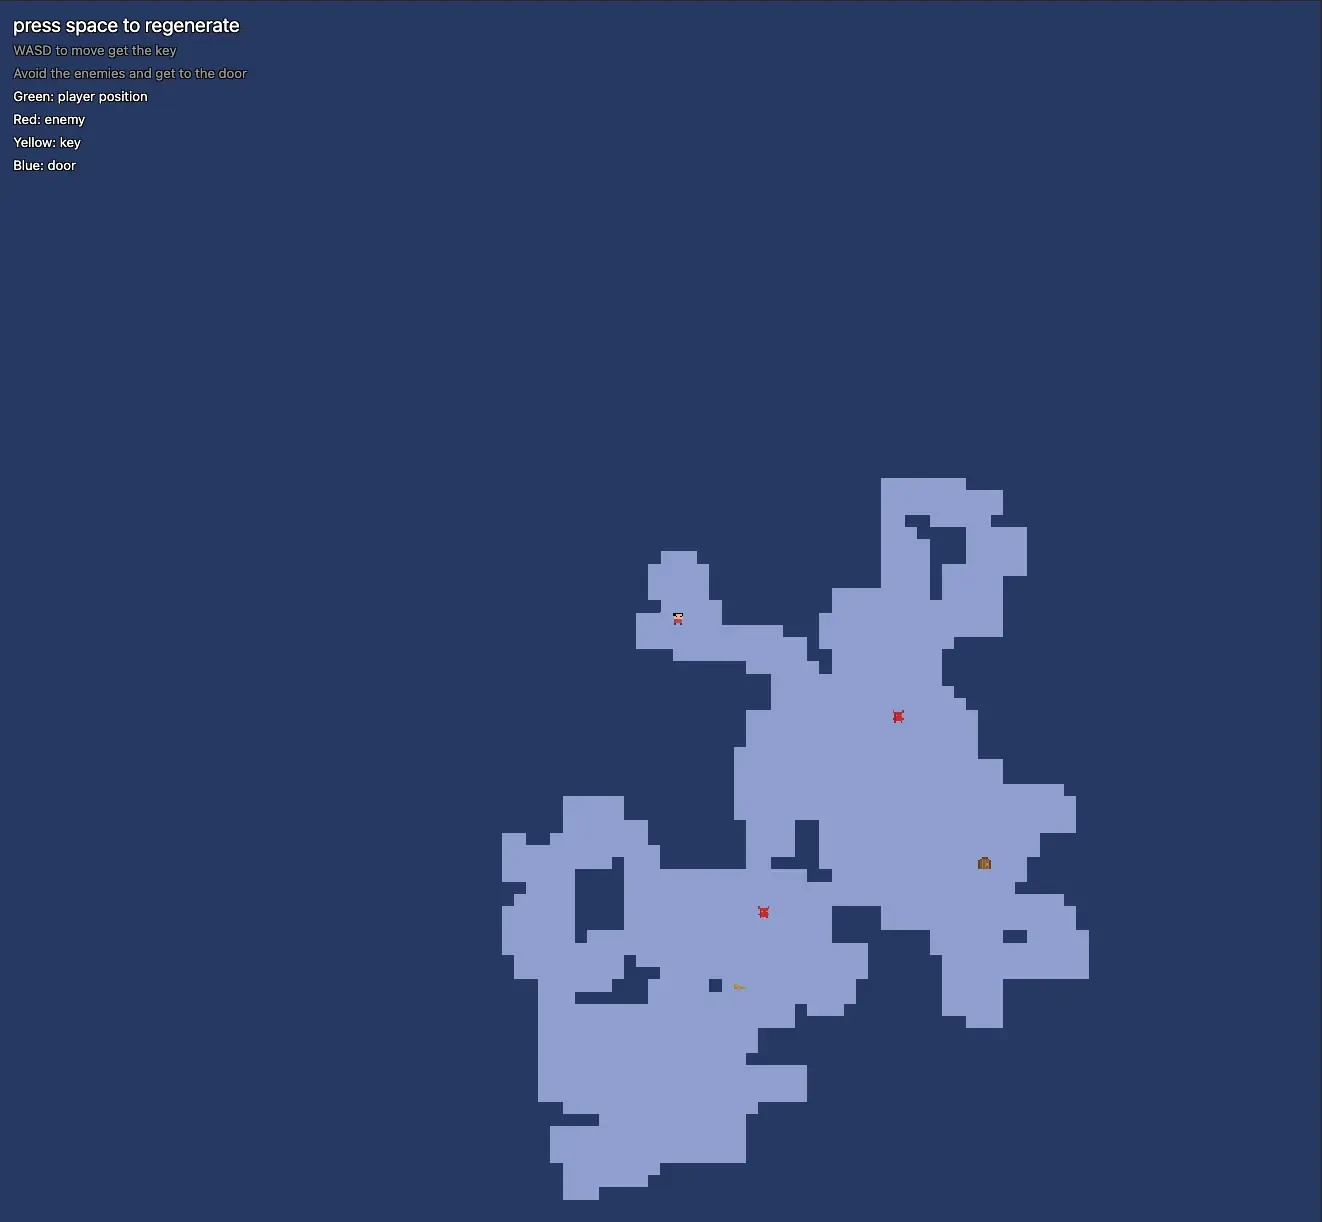 press space to regenerate
WASD to move get the key
Avoid the enemies and get to the door
Green: player position
Red: enemy
Yellow: key
Blue: door